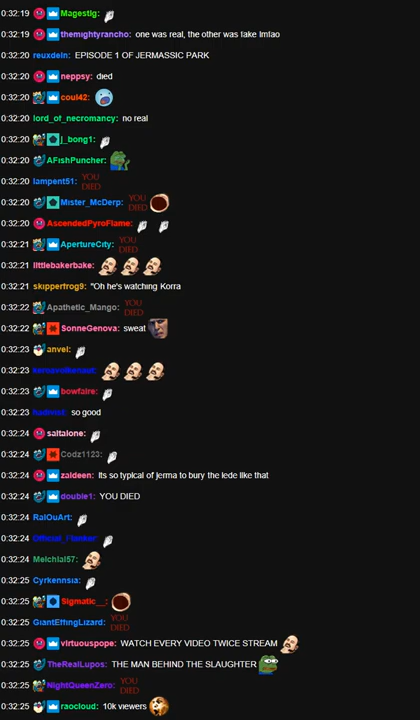 0:32:19 Magestig:
0:32:19 themightyrancho: one was real, the other was fake lmfao
0:32:20 reuxdeln: EPISODE 1 OF JERMASSIC PARK
0:32:20 neppsy: died
0:32:20 coul42:
0:32:20 lord_of_necromancy: no real
0:32:20 j_bong1:
0:32:20 AFishPuncher:
0:32:20 lampent51: YOU DIED
0:32:20 Mister_McDerp: YOU DIED
0:32:20 AscendedPyroFlame:
0:32:21 ApertureCity: YOU DIED
0:32:21 littlebakerbake:
0:32:21 skipperfrog9: "Oh he's watching Korra
0:32:22 Apathetic_Mango: YOU DIED
0:32:22 SonneGenova: sweat
0:32:23 anvel:
0:32:23
0:32:23 bowfaire:
0:32:23 so good
0:32:24 saltalone:
0:32:24 Codz1123:
0:32:24 zaideen: Its so typical of jerma to bury the lede like that
0:32:24 double1: YOU DIED
0:32:24 RalOuArt:
0:32:24
0:32:24 Melchial57:
0:32:25 Cyrkennsia:
0:32:25 Sigmatic__:
0:32:25 GiantEffingLizard: YOU DIED
0:32:25 virtuouspope: WATCH EVERY VIDEO TWICE STREAM
0:32:25 TheRealLupos: THE MAN BEHIND THE SLAUGHTER
0:32:25 NightQueenZero: YOU DIED
0:32:25 raocloud: 10k viewers